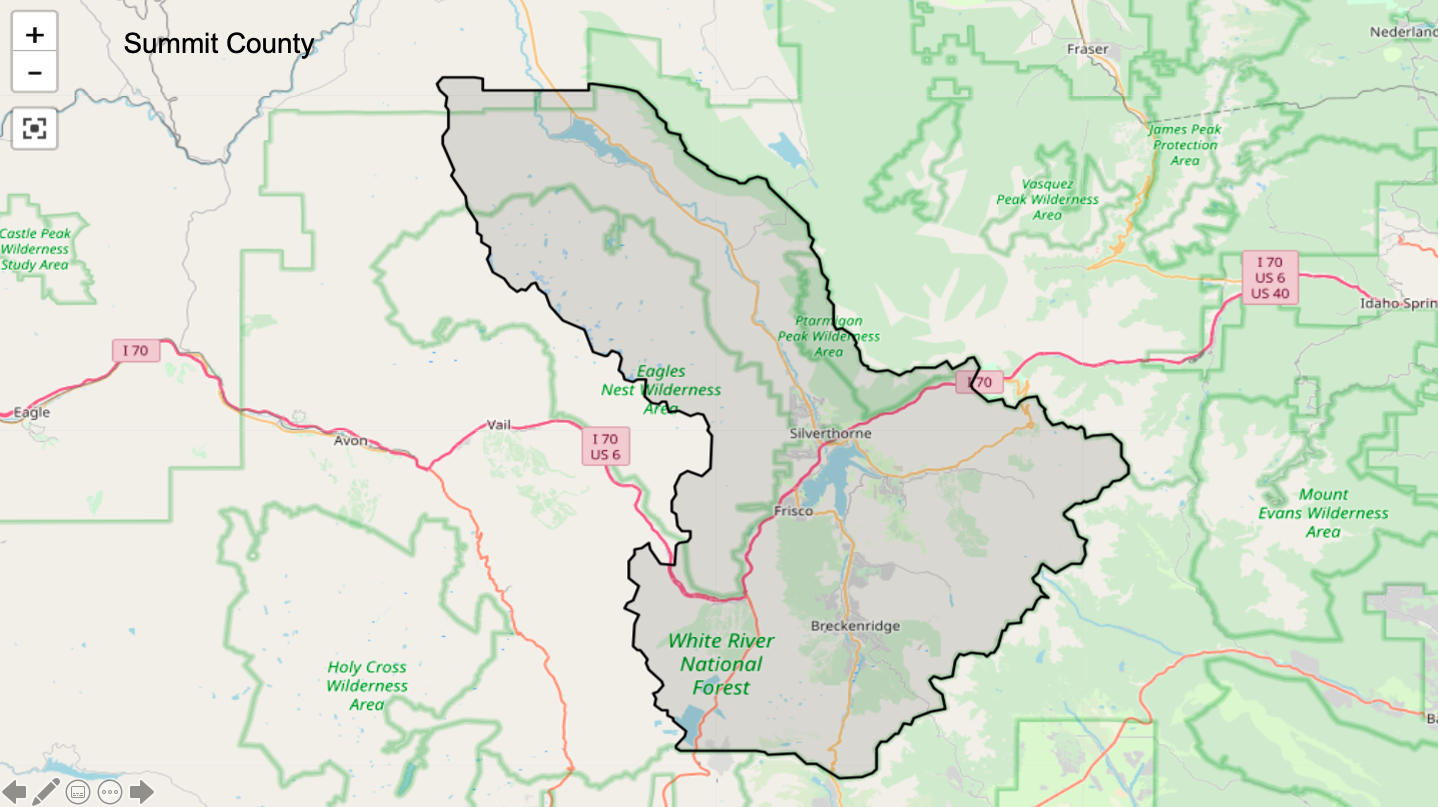 +
Summit County
−
Fraser
Nederland
James Peak
Protection
Area
Vasquez
Peak Wilderness
Area
Castle Peak
Wilderness
Study Area
I 70
US 6
US 40
Idaho Sprin
Ptarmigan
Peak Wilderness
Area
I 70
Eagles
Nest Wilderness
Area
I 70
Eagle
Vail
Avon
I 70
US 6
Silverthorne
Frisco
Mount
Evans Wilderness
Area
Breckenridge
White River
National
Forest
Holy Cross
Wilderness
Area
Ba